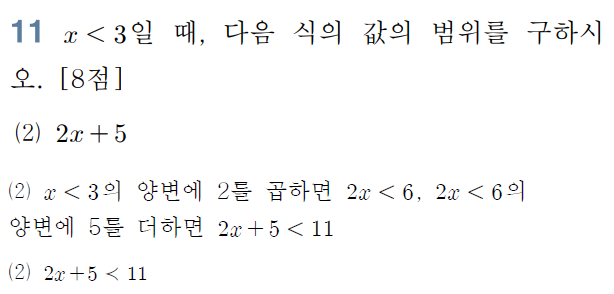 11 x < 3일 때, 다음 식의 값의 범위를 구하시
오. [8점]
(2) 2x+5
(2) x < 3의 양변에 2를 곱하면 2x < 6, 2x < 6의
양변에 5를 더하면 2x+5 < 11
(2) 2x+5 < 11